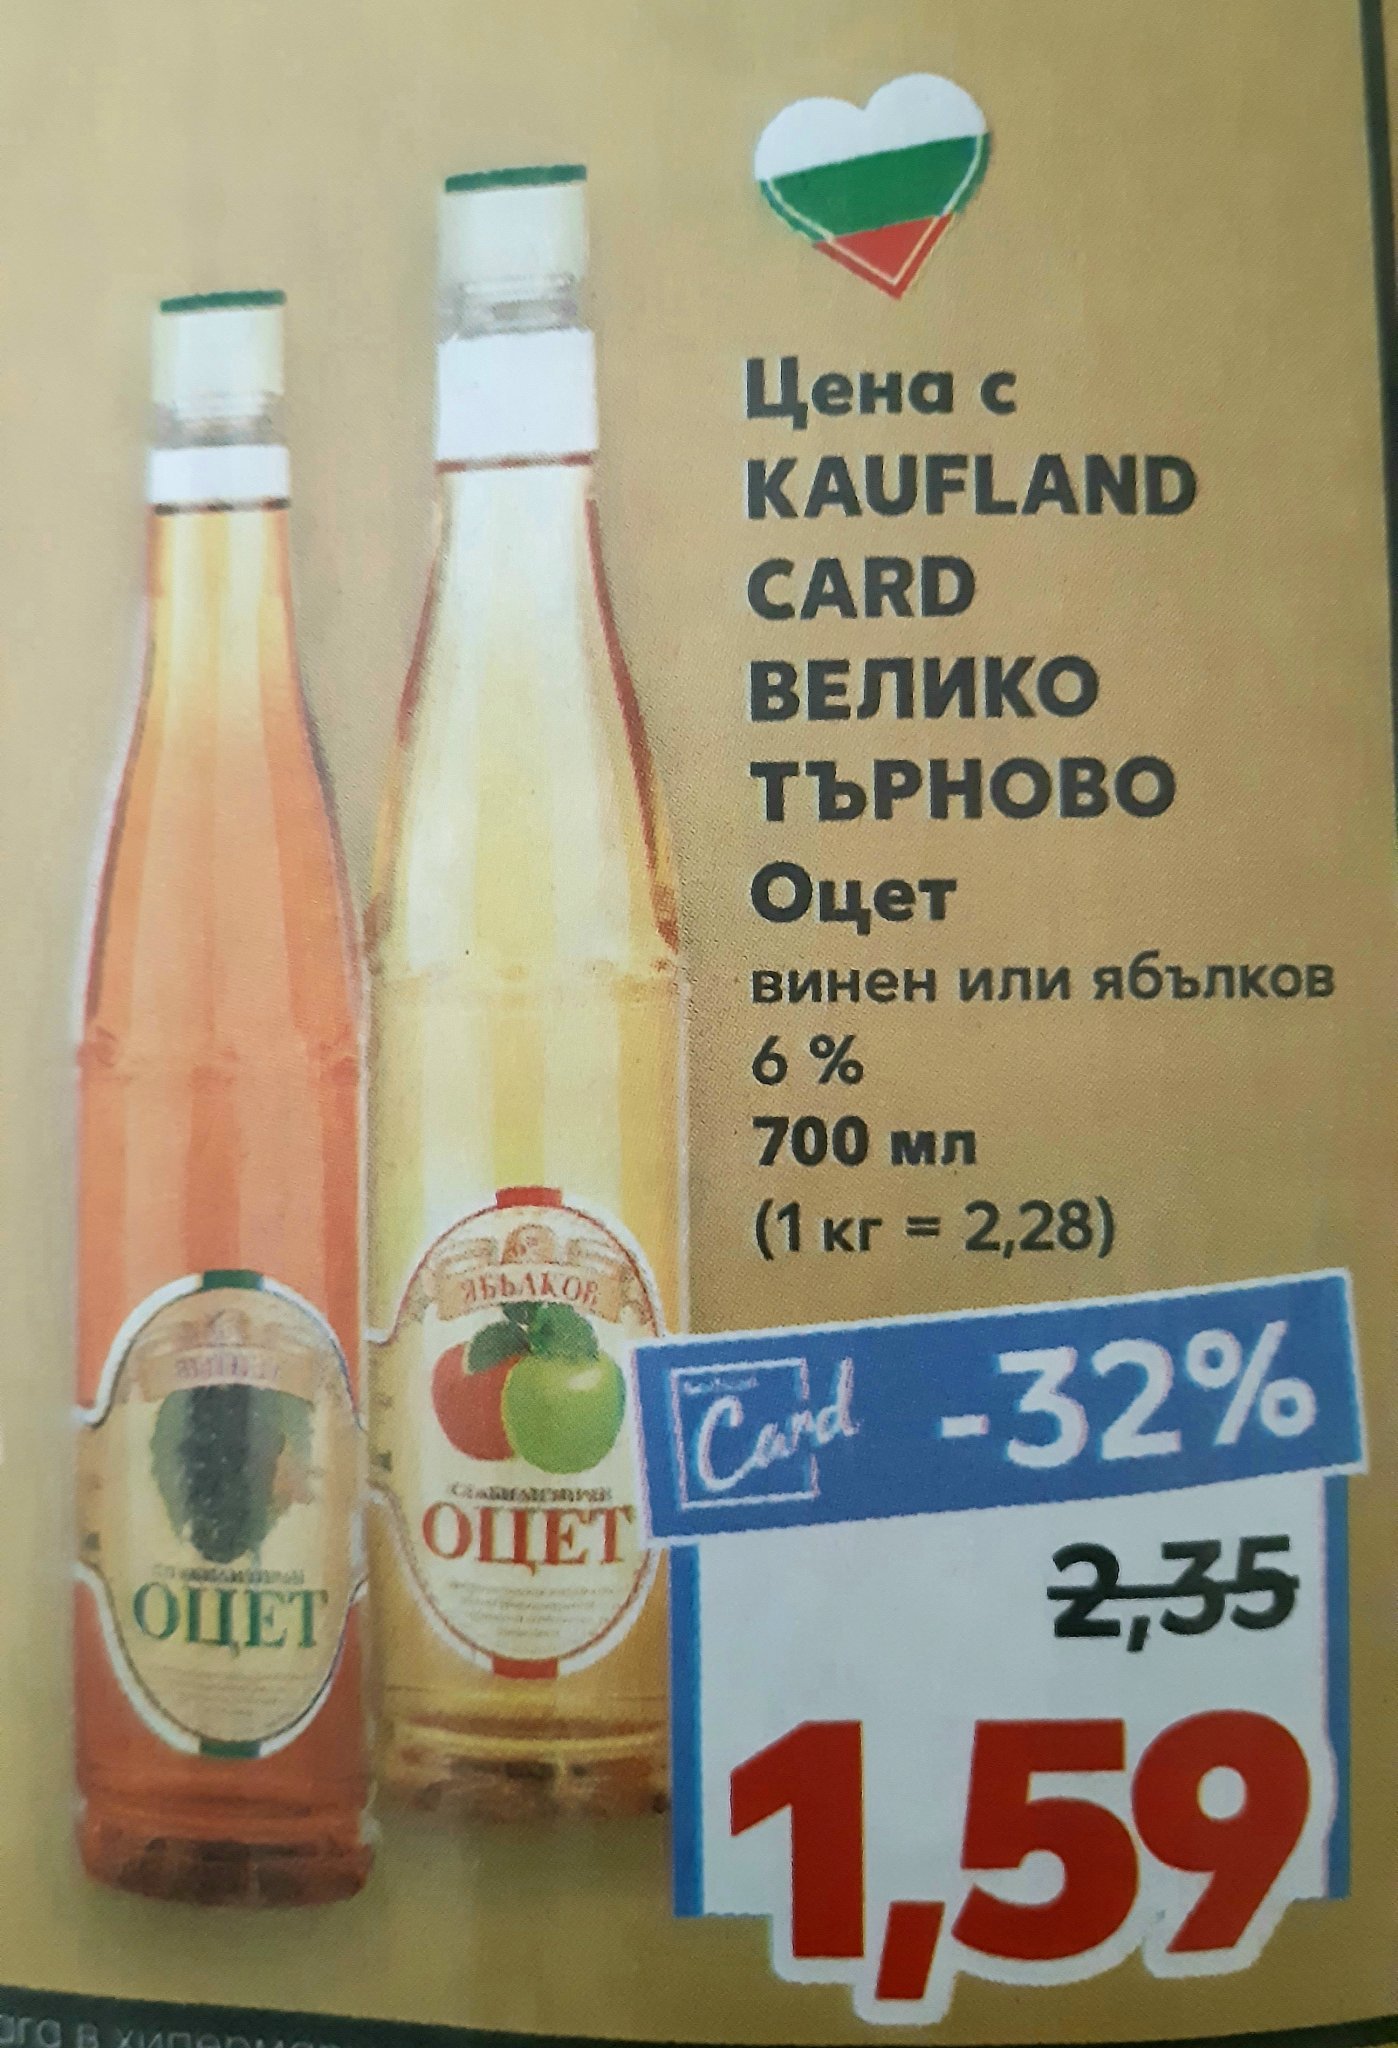 Цена с
KAUFLAND
CARD
ВЕЛИКО
ТЪРНОВО
Оцет
винен или ябълков
6 %
700 мл
(1 кг = 2,28)
Card -32%
2,35
1,59
ЯБЪЛКОВ
ОЦЕТ
ОЦЕТ
в